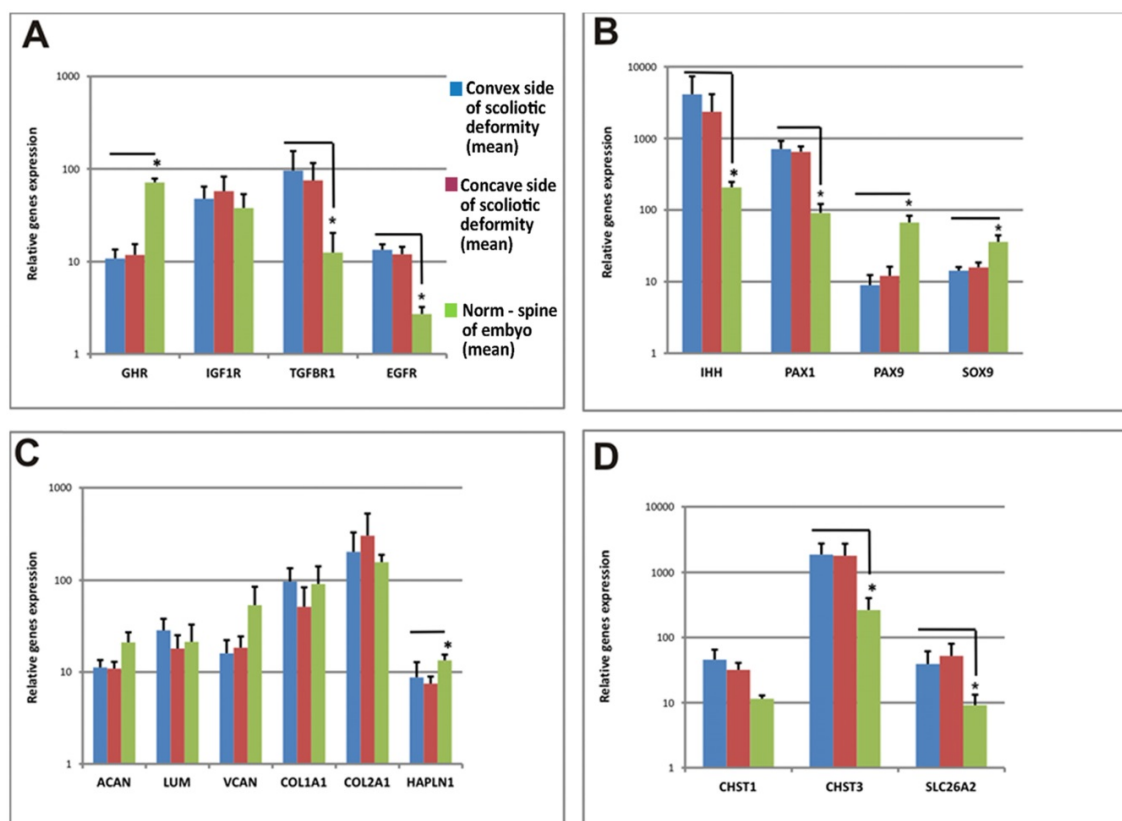 A
Relative genes expression
1000
100
10
1
*
*
*
GHR IGF1R TGFBR1 EGFR
Convex side
of scoliotic
deformity
(mean)
Concave side
of scoliotic
deformity
(mean)
Norm - spine
of embyo
(mean)
B
Relative genes expression
10000
1000
100
10
1
*
*
*
*
IHH PAX1 PAX9 SOX9
C
Relative genes expression
1000
100
10
1
*
ACAN LUM VCAN COL1A1 COL2A1 HAPLN1
D
Relative genes expression
10000
1000
100
10
1
*
*
CHST1 CHST3 SLC26A2